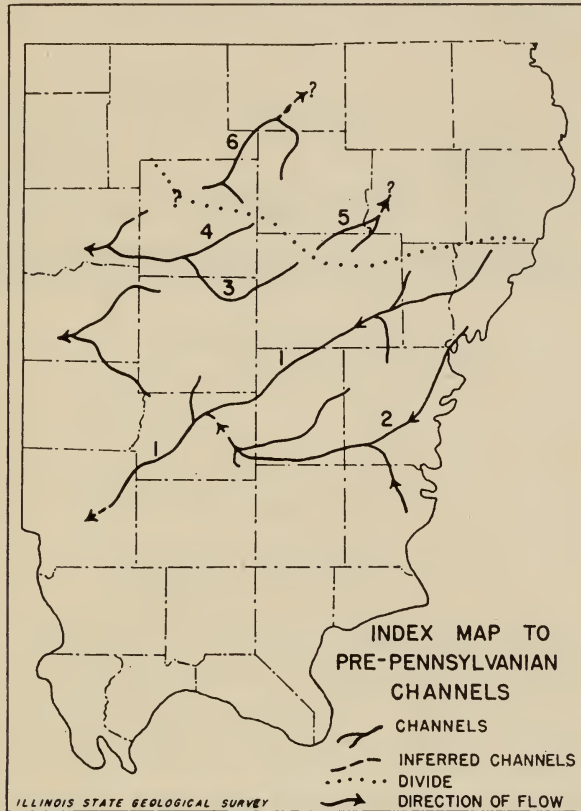 ?
6
?
?
5
4
3
1
2
1
INDEX MAP TO
PRE-PENNSYLVANIAN
CHANNELS
CHANNELS
INFERRED CHANNELS
DIVIDE
DIRECTION OF FLOW
ILLINOIS STATE GEOLOGICAL SURVEY